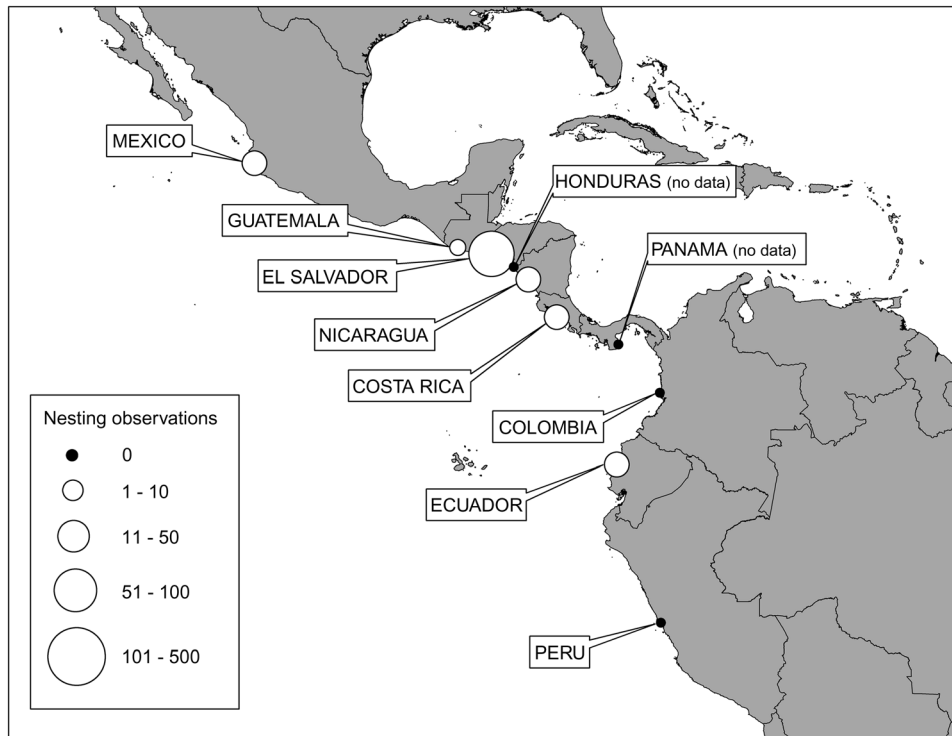 MEXICO
HONDURAS (no data)
GUATEMALA
PANAMA (no data)
EL SALVADOR
NICARAGUA
COSTA RICA
COLOMBIA
ECUADOR
PERU
Nesting observations
0
1 - 10
11 - 50
51 - 100
101 - 500